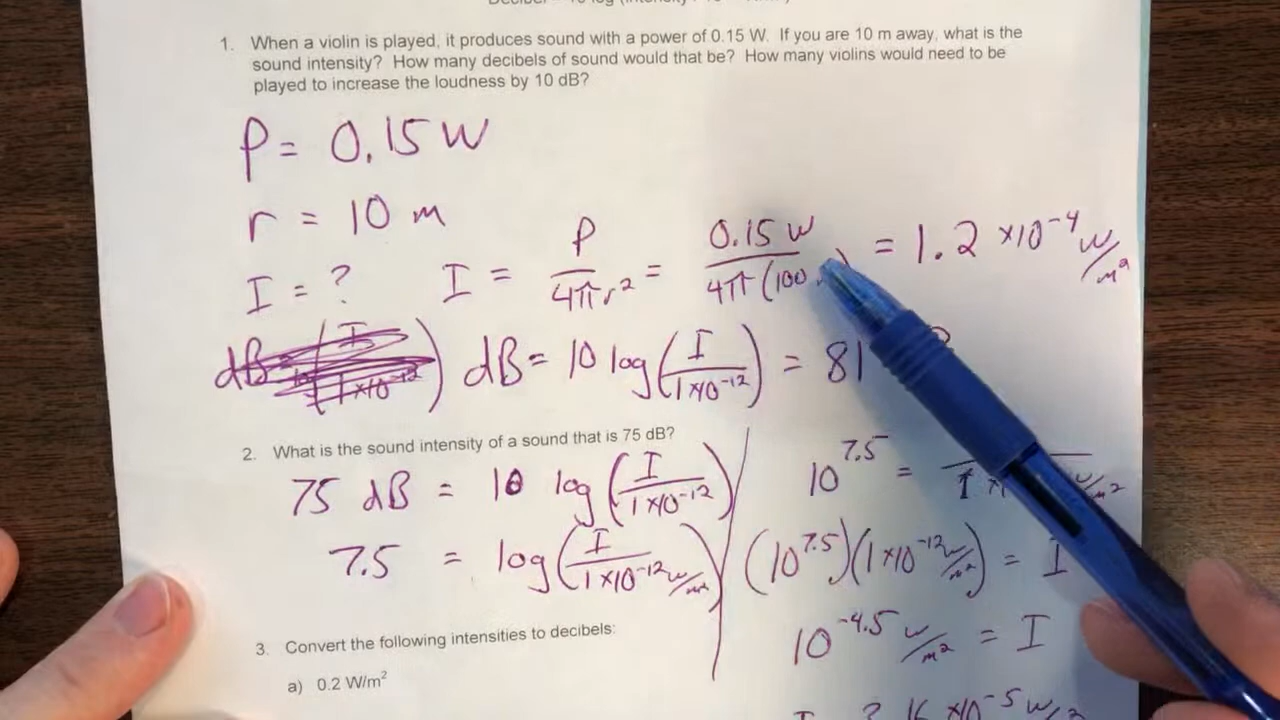 1. When a violin is played, it produces sound with a power of 0.15 W. If you are 10 m away, what is the
sound intensity? How many decibels of sound would that be? How many violins would need to be
played to increase the loudness by 10 dB?
P = 0.15 W
r = 10 m
I = ? I = P/4πr² = 0.15 W/4π(100 = 1.2 ×10⁻⁴ W/m²
dB = (I/1×10⁻¹²) dB = 10 log(I/1×10⁻¹²) = 81
2. What is the sound intensity of a sound that is 75 dB?
75 dB = 10 log(I/1×10⁻¹²)
7.5 = log(I/1×10⁻¹² W/m²)
10^7.5 =
(10^7.5)(1×10⁻¹² W/m²) = I
10^-4.5 W/m² = I
3. Convert the following intensities to decibels:
a) 0.2 W/m²